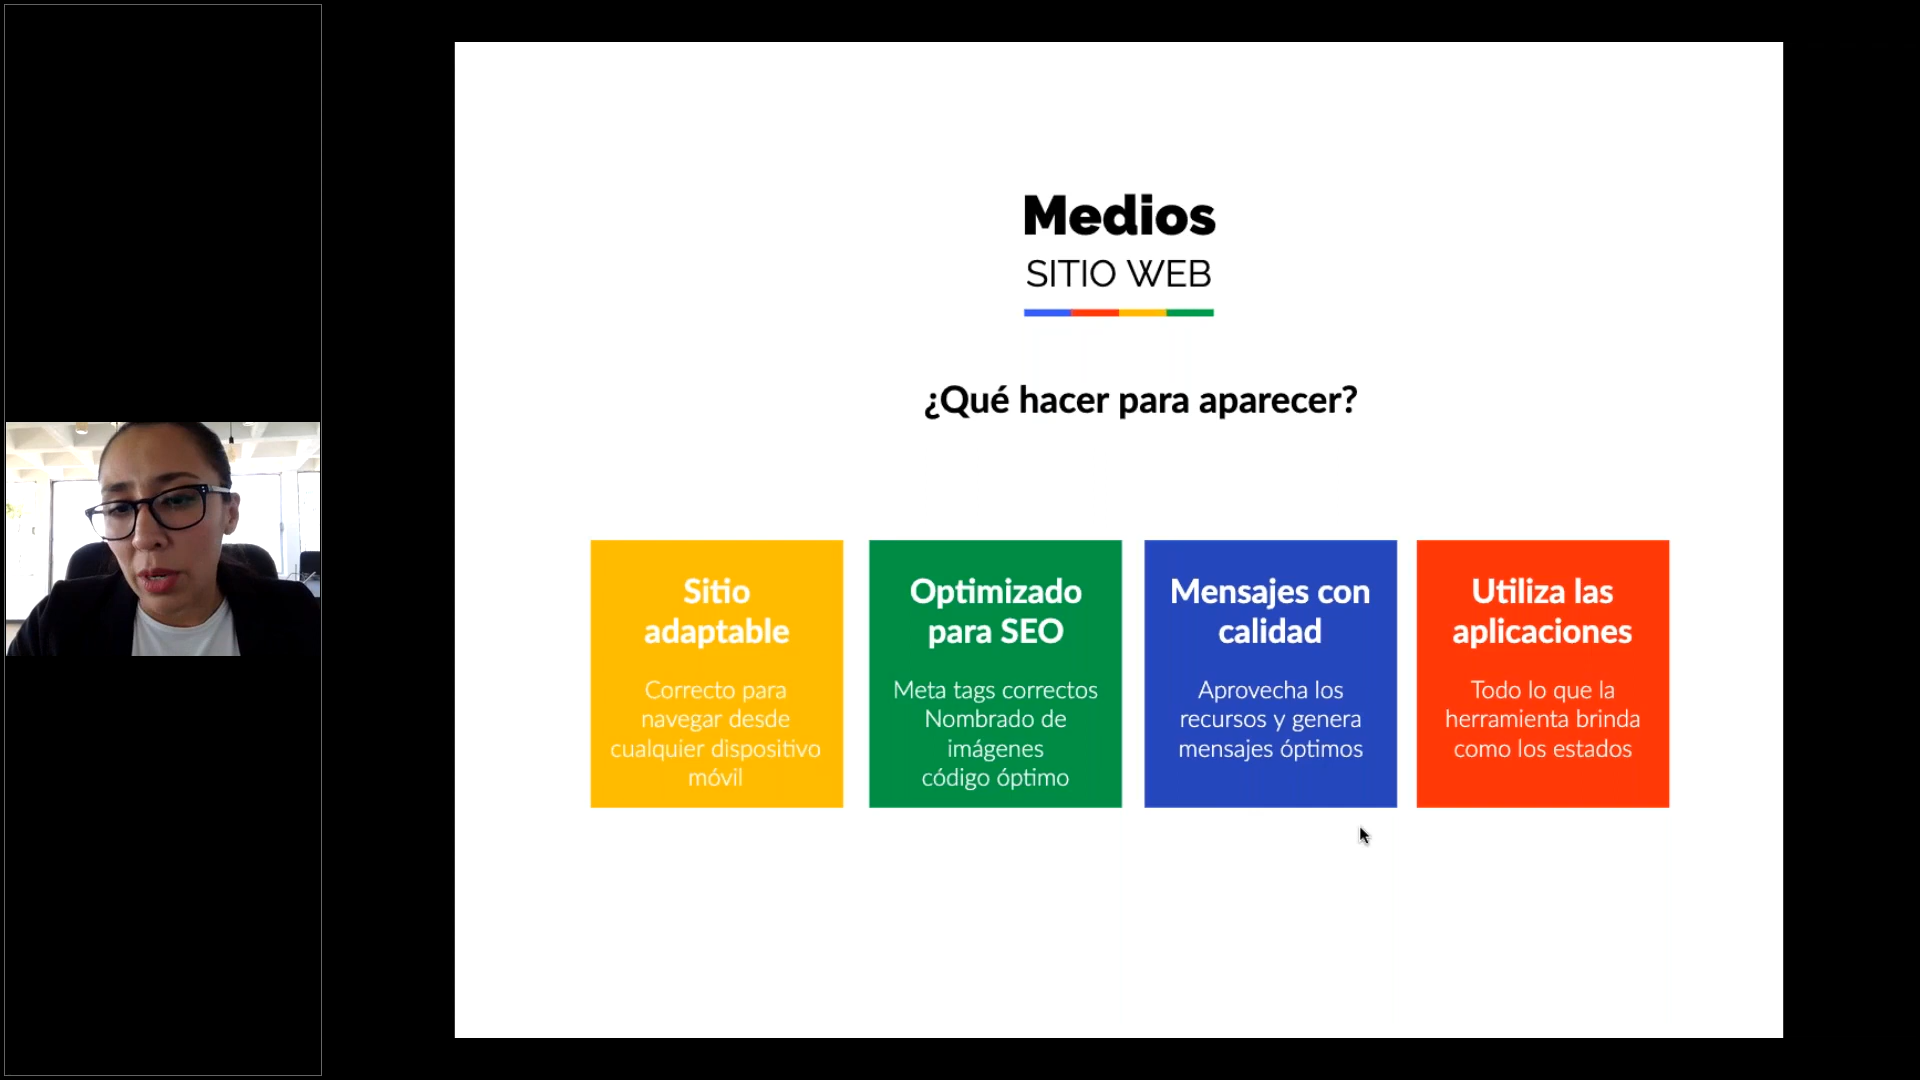 Medios
SITIO WEB
¿Qué hacer para aparecer?
Sitio
adaptable
Correcto para
navegar desde
cualquier dispositivo
móvil
Optimizado
para SEO
Meta tags correctos
Nombrado de
imágenes
código óptimo
Mensajes con
calidad
Aprovecha los
recursos y genera
mensajes óptimos
Utiliza las
aplicaciones
Todo lo que la
herramienta brinda
como los estados